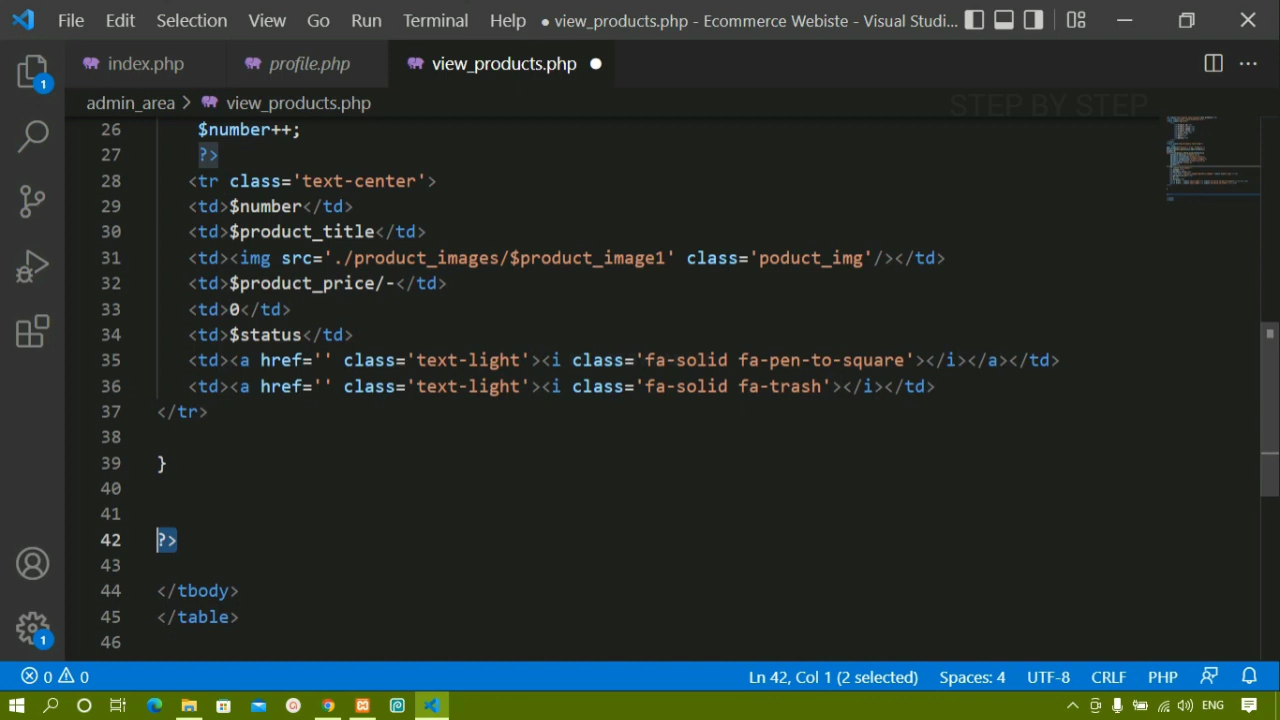 File Edit Selection View Go Run Terminal Help ● view_products.php - Ecommerce Webiste - Visual Studi...
index.php profile.php view_products.php ●
admin_area > view_products.php
STEP BY STEP
26 $number++;
27 ?>
28 <tr class='text-center'>
29 <td>$number</td>
30 <td>$product_title</td>
31 <td><img src='./product_images/$product_image1' class='poduct_img'/></td>
32 <td>$product_price/-</td>
33 <td>0</td>
34 <td>$status</td>
35 <td><a href='' class='text-light'><i class='fa-solid fa-pen-to-square'></i></a></td>
36 <td><a href='' class='text-light'><i class='fa-solid fa-trash'></i></td>
37 </tr>
38
39 }
40
41
42 ?>
43
44 </tbody>
45 </table>
46
1
1
0 0 Ln 42, Col 1 (2 selected) Spaces: 4 UTF-8 CRLF PHP
ENG